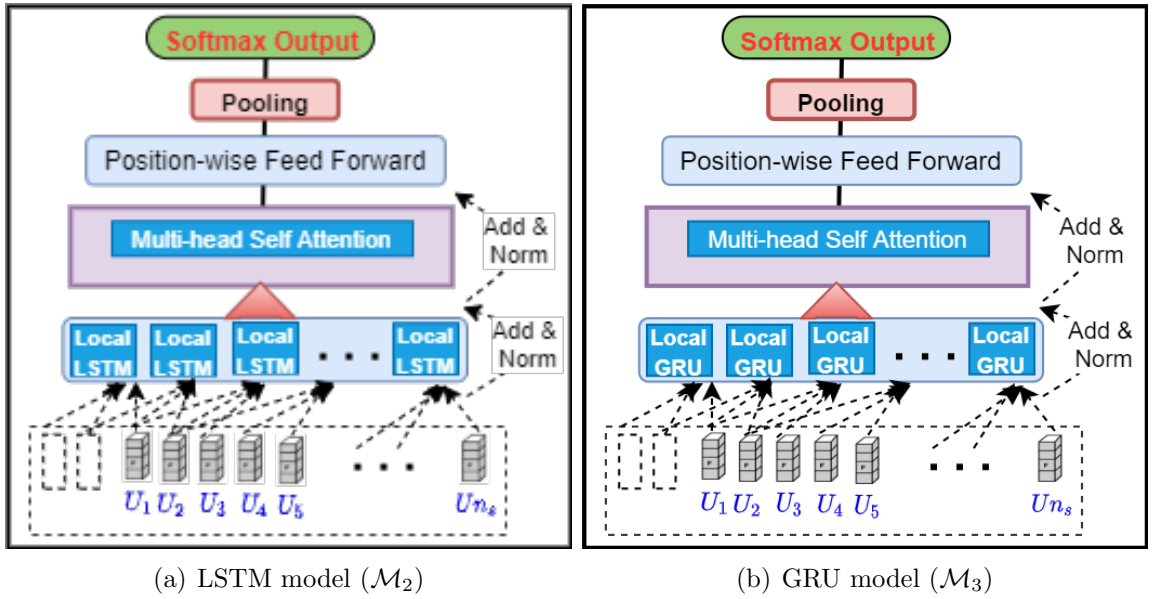 Softmax Output
Pooling
Position-wise Feed Forward
Multi-head Self Attention
Add &
Norm
Local
LSTM
Local
LSTM
Local
LSTM
. . .
Local
LSTM
Add &
Norm
U1 U2 U3 U4 U5 . . . Uns
(a) LSTM model (M2)
Softmax Output
Pooling
Position-wise Feed Forward
Multi-head Self Attention
Add &
Norm
Local
GRU
Local
GRU
Local
GRU
. . .
Local
GRU
Add &
Norm
U1 U2 U3 U4 U5 . . . Uns
(b) GRU model (M3)